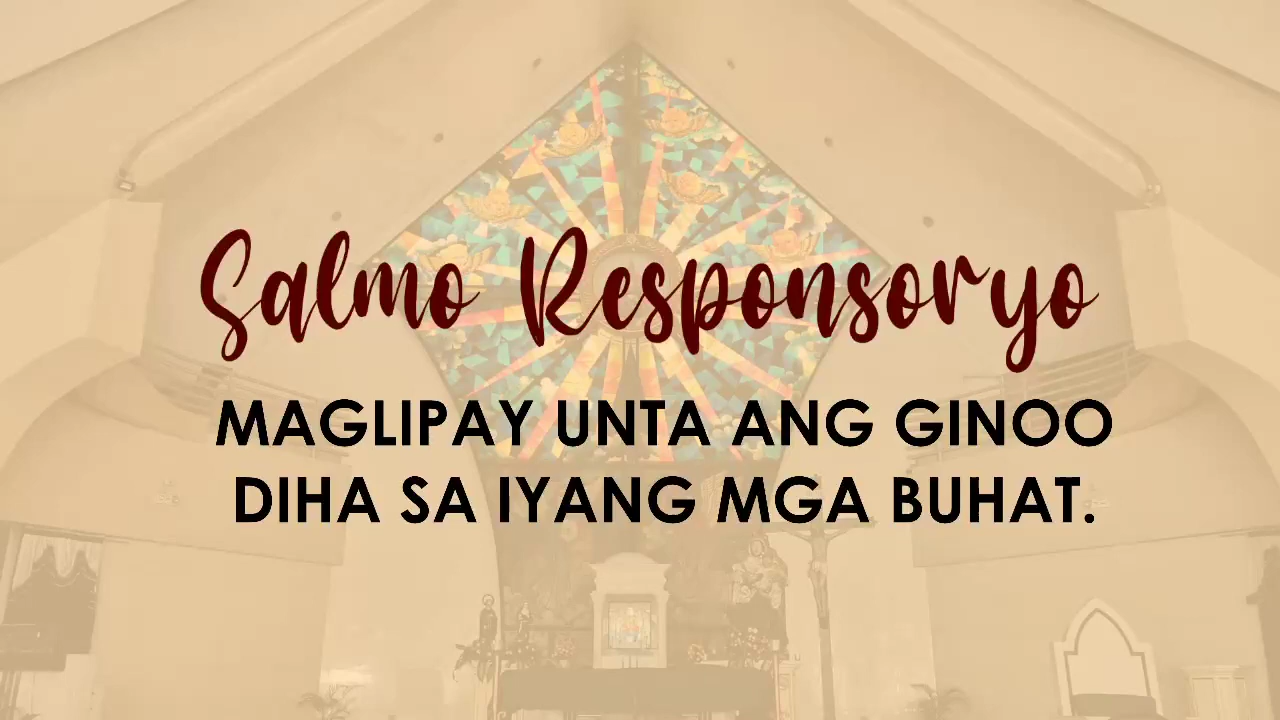 Salmo Responsoryo
MAGLIPAY UNTA ANG GINOO
DIHA SA IYANG MGA BUHAT.